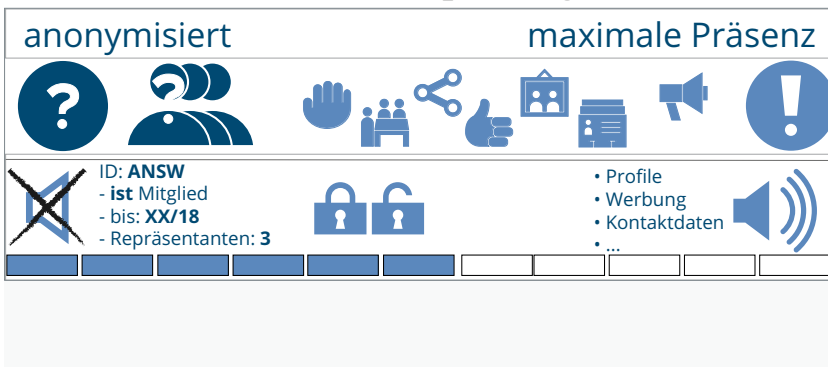 anonymisiert
maximale Präsenz
?
?
!
ID: ANSW
- ist Mitglied
- bis: XX/18
- Repräsentanten: 3
• Profile
• Werbung
• Kontaktdaten
• ...